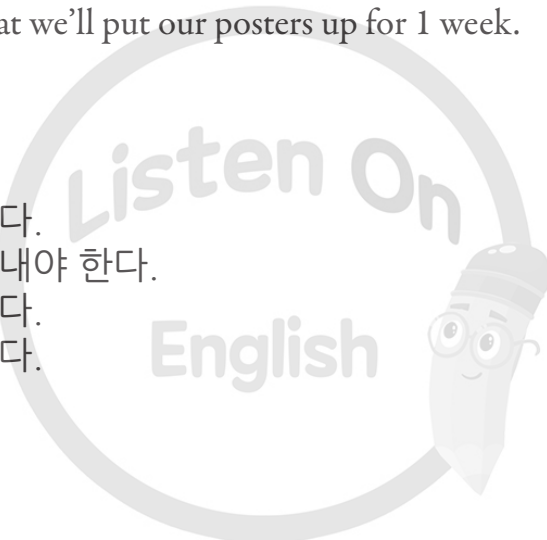 at we'll put our posters up for 1 week.
Listen On
다.
내야 한다.
다.
다.
English